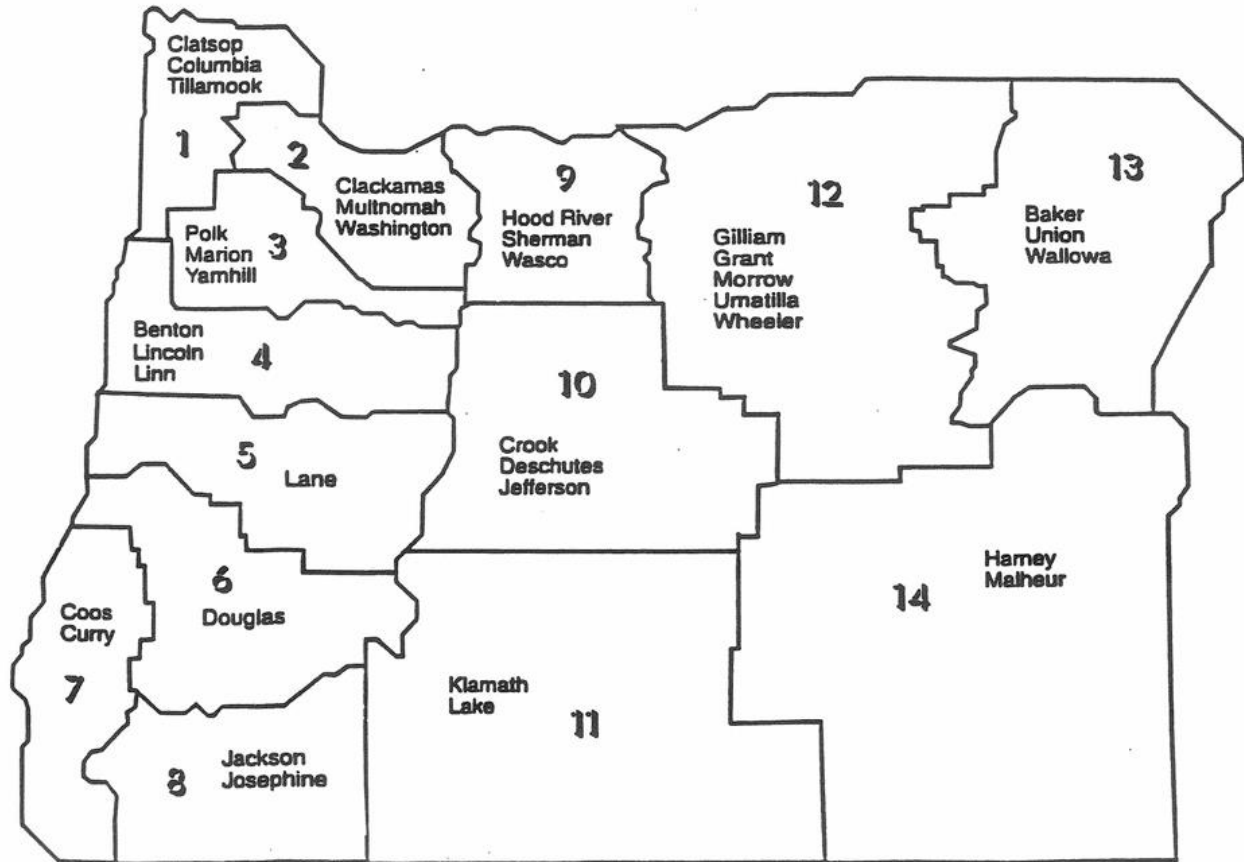 Clatsop
Columbia
Tillamook
1
2
Clackamas
Multnomah
Washington
3
Polk
Marion
Yamhill
Benton
Lincoln
Linn
4
5
Lane
6
Douglas
Coos
Curry
7
8
Jackson
Josephine
9
Hood River
Sherman
Wasco
10
Crook
Deschutes
Jefferson
Klamath
Lake
11
12
Gilliam
Grant
Morrow
Umatilla
Wheeler
13
Baker
Union
Wallowa
Harney
Malheur
14